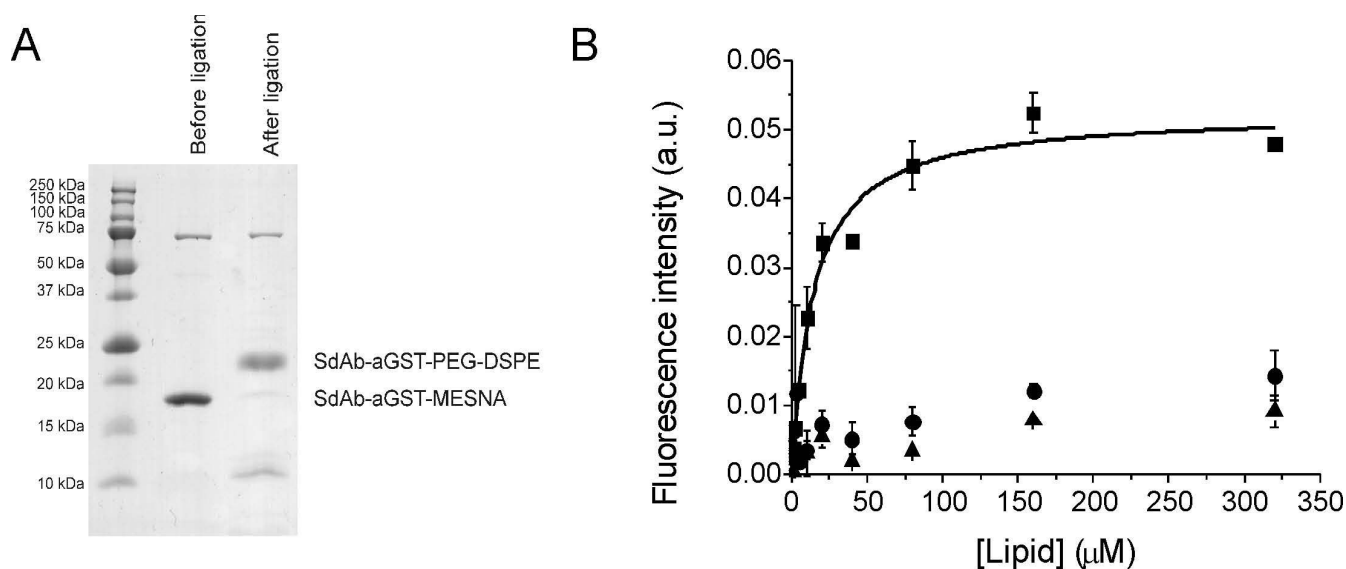 A
Before ligation
After ligation
250 kDa
150 kDa
100 kDa
75 kDa
50 kDa
37 kDa
25 kDa
20 kDa
15 kDa
10 kDa
SdAb-aGST-PEG-DSPE
SdAb-aGST-MESNA
B
Fluorescence intensity (a.u.)
0.06
0.05
0.04
0.03
0.02
0.01
0.00
0 50 100 150 200 250 300 350
[Lipid] (μM)